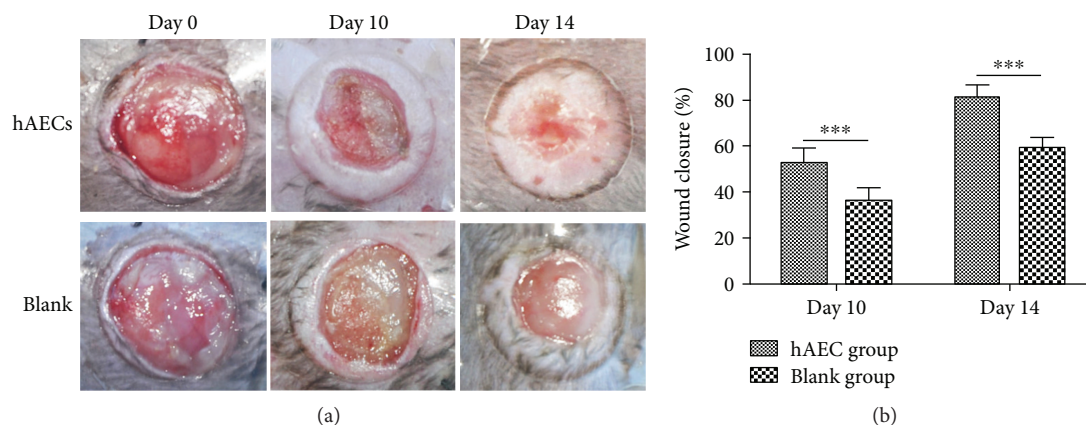 Day 0
Day 10
Day 14
hAECs
Blank
(a)
100
80
60
40
20
0
Wound closure (%)
***
***
Day 10
Day 14
hAEC group
Blank group
(b)